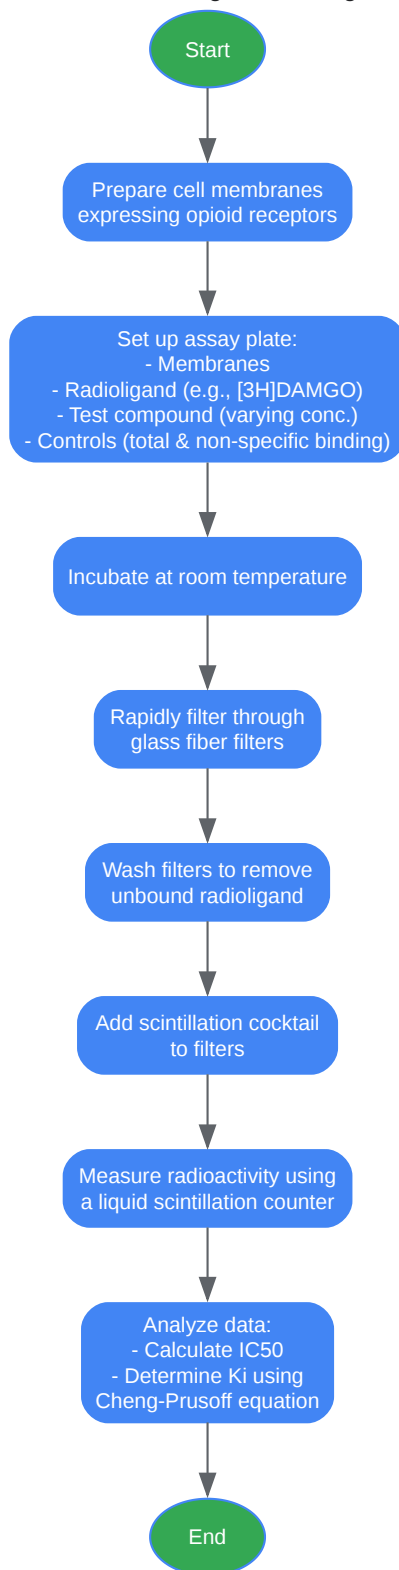 Start
Prepare cell membranes
expressing opioid receptors
Set up assay plate:
- Membranes
- Radioligand (e.g., [3H]DAMGO)
- Test compound (varying conc.)
- Controls (total & non-specific binding)
Incubate at room temperature
Rapidly filter through
glass fiber filters
Wash filters to remove
unbound radioligand
Add scintillation cocktail
to filters
Measure radioactivity using
a liquid scintillation counter
Analyze data:
- Calculate IC50
- Determine Ki using
Cheng-Prusoff equation
End